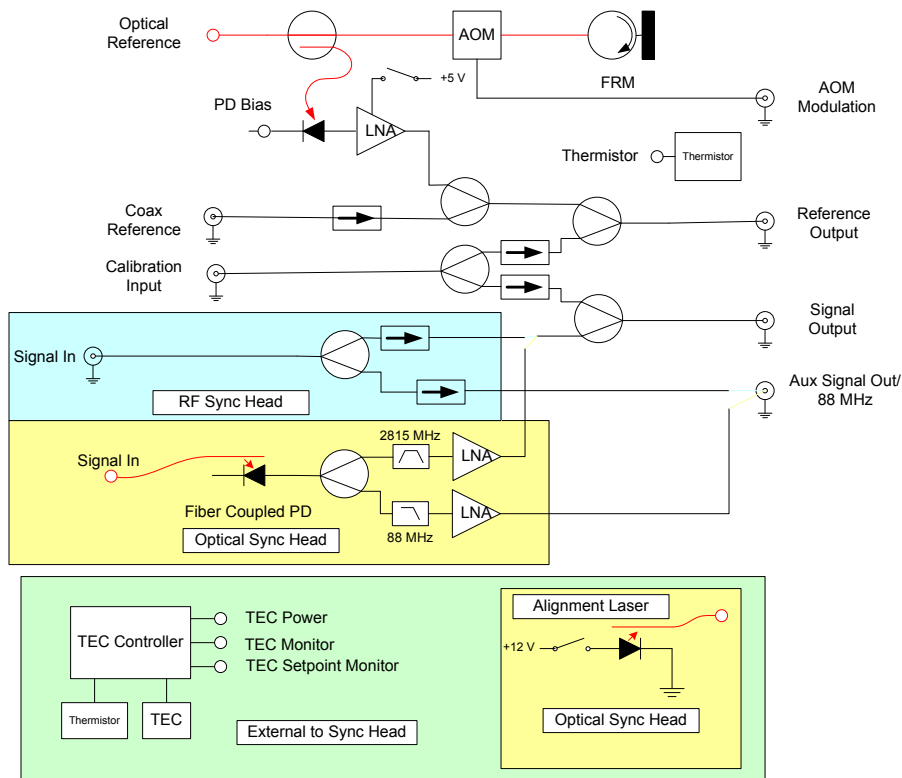 Optical
Reference
AOM
FRM
+5 V
PD Bias
LNA
AOM
Modulation
Thermistor
Thermistor
Coax
Reference
Reference
Output
Calibration
Input
Signal
Output
Signal In
RF Sync Head
Aux Signal Out/
88 MHz
2815 MHz
LNA
Signal In
Fiber Coupled PD
LNA
88 MHz
Optical Sync Head
TEC Controller
TEC Power
TEC Monitor
TEC Setpoint Monitor
Thermistor
TEC
External to Sync Head
Alignment Laser
+12 V
Optical Sync Head